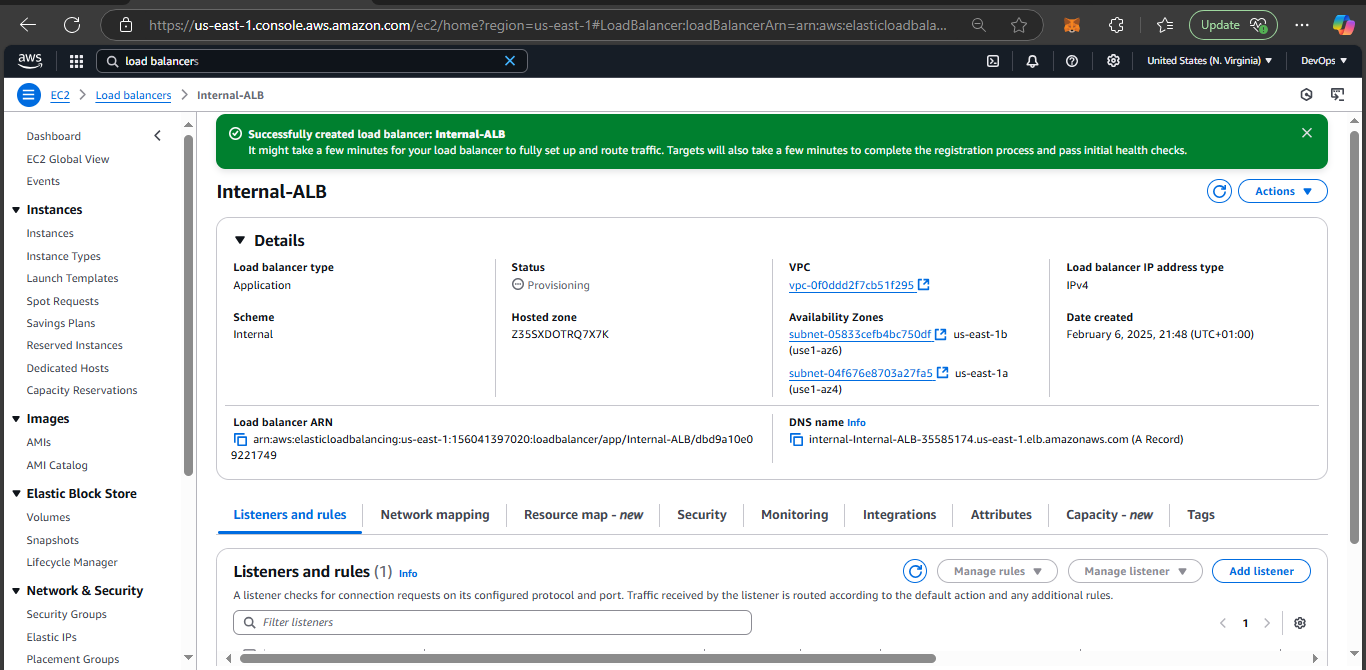 https://us-east-1.console.aws.amazon.com/ec2/home?region=us-east-1#LoadBalancer:loadBalancerArn=arn:aws:elasticloadbala...
Update
aws
load balancers
United States (N. Virginia)
DevOps
EC2
Load balancers
Internal-ALB
Dashboard
EC2 Global View
Events
Instances
Instances
Instance Types
Launch Templates
Spot Requests
Savings Plans
Reserved Instances
Dedicated Hosts
Capacity Reservations
Images
AMIs
AMI Catalog
Elastic Block Store
Volumes
Snapshots
Lifecycle Manager
Network & Security
Security Groups
Elastic IPs
Placement Groups
Successfully created load balancer: Internal-ALB
It might take a few minutes for your load balancer to fully set up and route traffic. Targets will also take a few minutes to complete the registration process and pass initial health checks.
Internal-ALB
Actions
Details
Load balancer type
Application
Scheme
Internal
Status
Provisioning
Hosted zone
Z35SXDOTRQ7X7K
VPC
vpc-0f0ddd2f7cb51f295
Availability Zones
subnet-05833cefb4bc750df us-east-1b
(use1-az6)
subnet-04f676e8703a27fa5 us-east-1a
(use1-az4)
Load balancer IP address type
IPv4
Date created
February 6, 2025, 21:48 (UTC+01:00)
Load balancer ARN
arn:aws:elasticloadbalancing:us-east-1:156041397020:loadbalancer/app/Internal-ALB/dbd9a10e0
9221749
DNS name Info
internal-Internal-ALB-35585174.us-east-1.elb.amazonaws.com (A Record)
Listeners and rules
Network mapping
Resource map - new
Security
Monitoring
Integrations
Attributes
Capacity - new
Tags
Listeners and rules (1) Info
Manage rules
Manage listener
Add listener
A listener checks for connection requests on its configured protocol and port. Traffic received by the listener is routed according to the default action and any additional rules.
Filter listeners
1